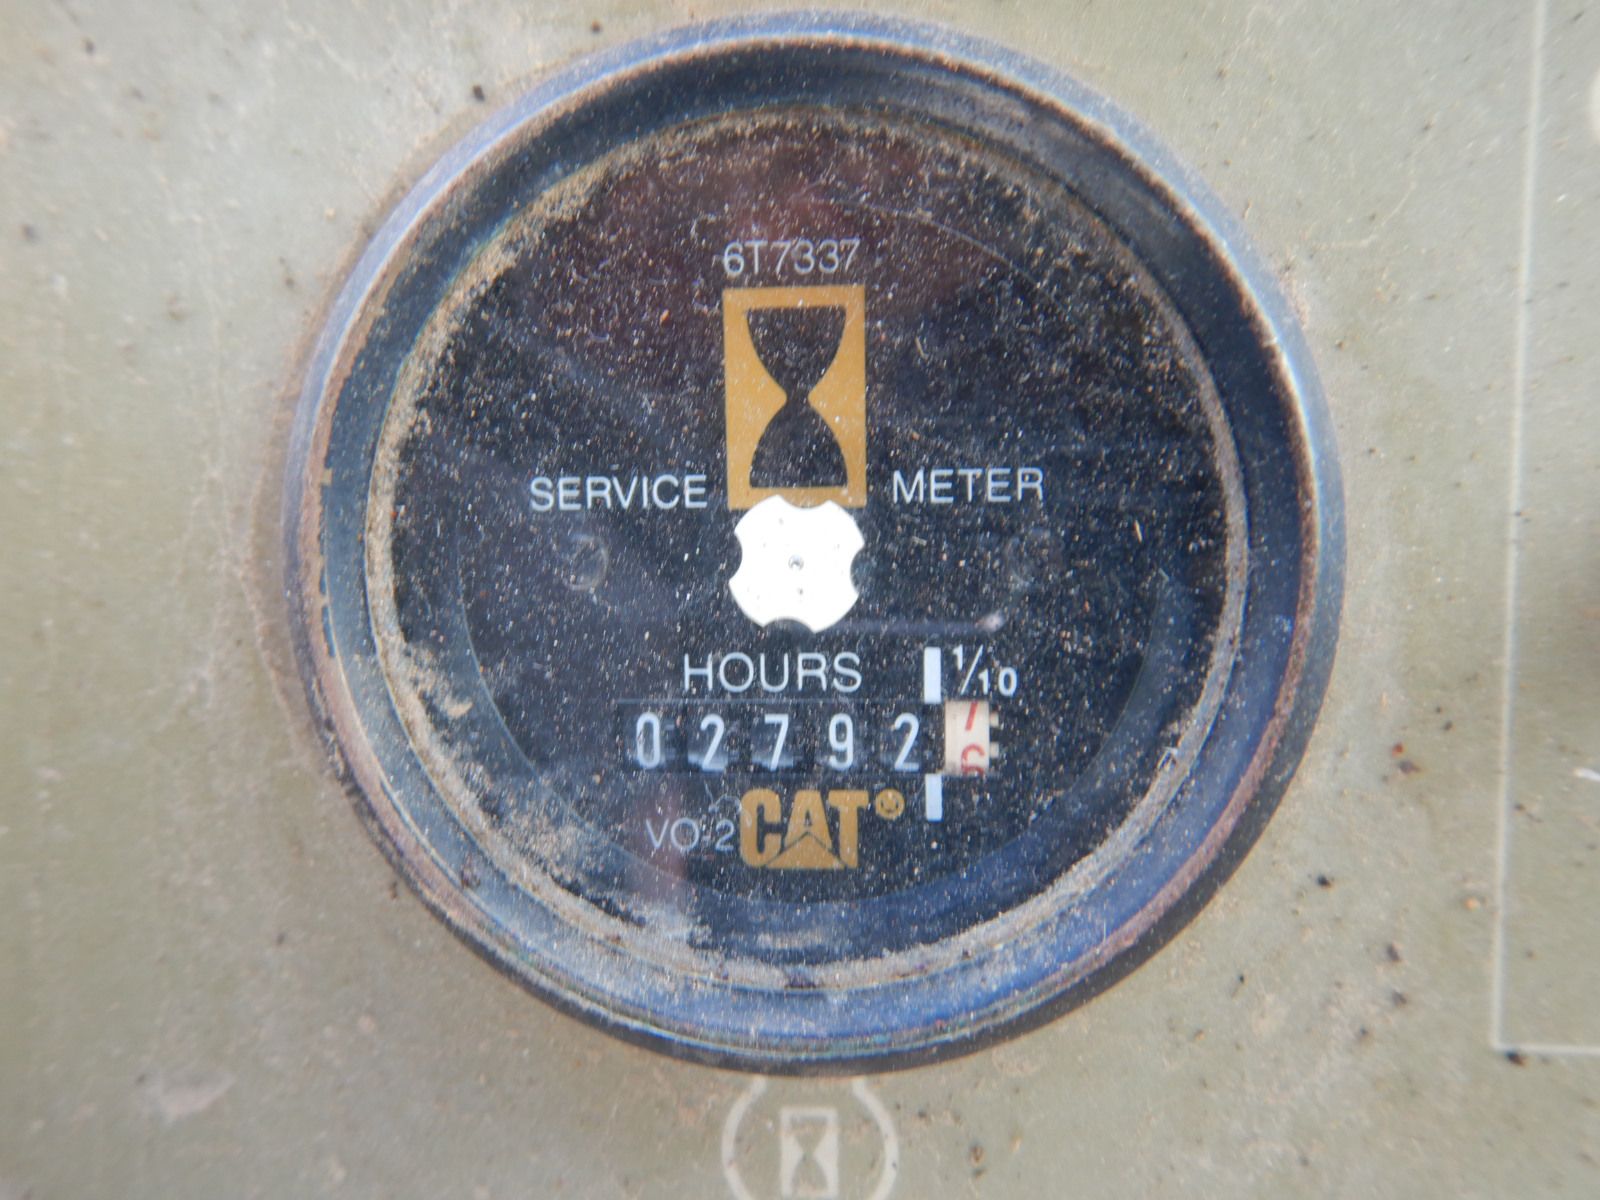 6T7337
SERVICE METER
HOURS 1/10
02792
CAT
VO-2